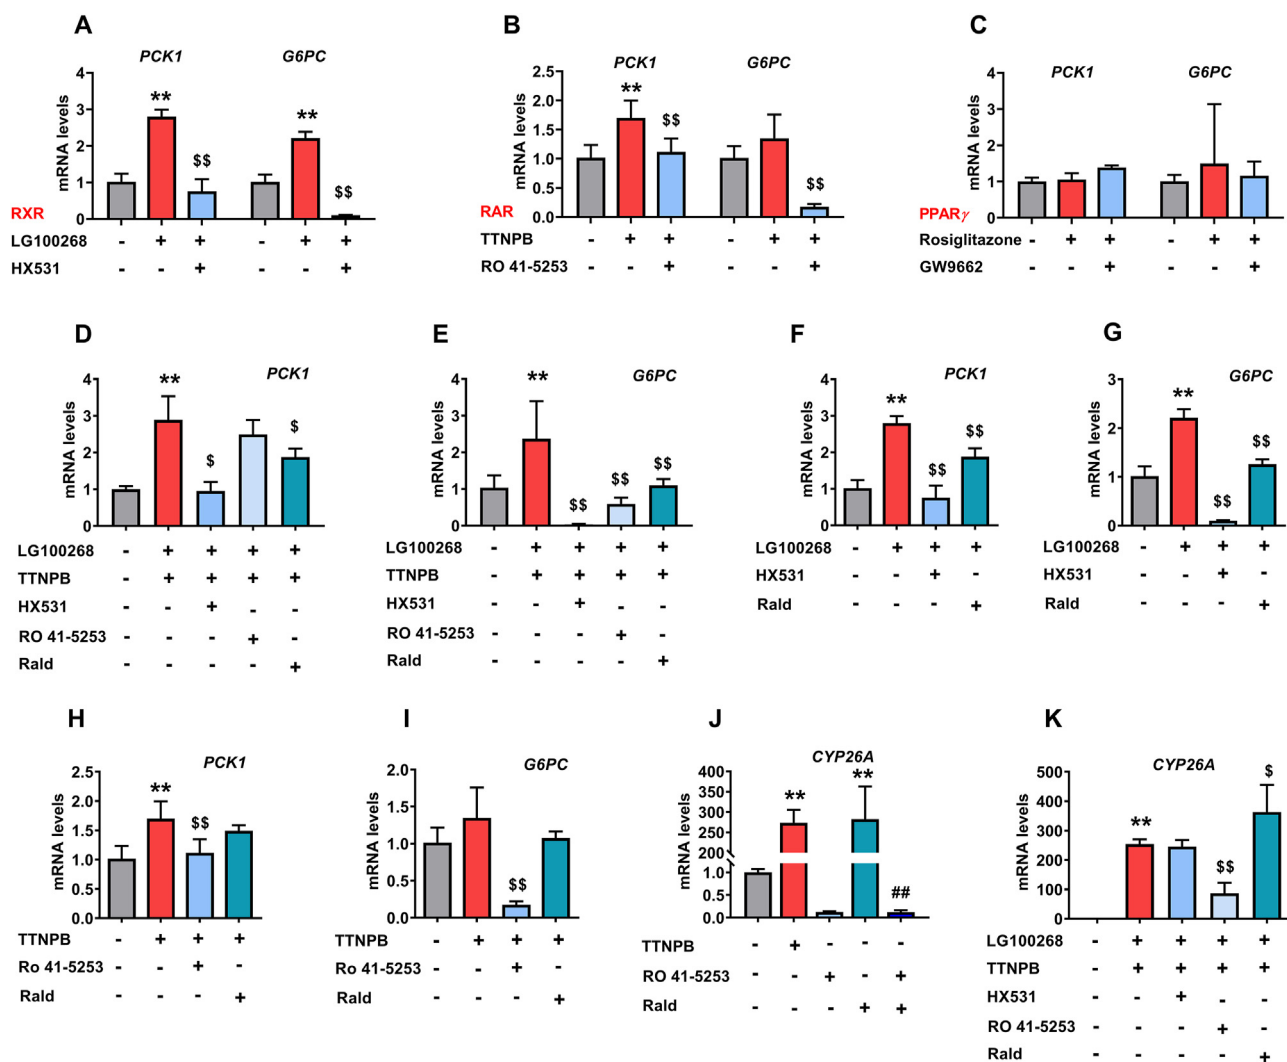 A
PCK1 G6PC
mRNA levels
4
3
2
1
0
**
$$
**
$$
RXR
LG100268 - + + - + +
HX531 - - + - - +
B
PCK1 G6PC
mRNA levels
2.5
2.0
1.5
1.0
0.5
0.0
**
$$
$$
RAR
TTNPB - + + - + +
RO 41-5253 - - + - - +
C
PCK1 G6PC
mRNA levels
4
3
2
1
0
PPARγ
Rosiglitazone - + + - + +
GW9662 - - + - - +
D
PCK1
mRNA levels
4
3
2
1
0
**
$
$
LG100268 - + + + +
TTNPB - + + + +
HX531 - - + - -
RO 41-5253 - - - + -
Rald - - - - +
E
G6PC
mRNA levels
4
3
2
1
0
**
$$
$$
$$
LG100268 - + + + +
TTNPB - + + + +
HX531 - - + - -
RO 41-5253 - - - + -
Rald - - - - +
F
PCK1
mRNA levels
4
3
2
1
0
**
$$
$$
LG100268 - + + +
HX531 - - + -
Rald - - - +
G
G6PC
mRNA levels
3
2
1
0
**
$$
$$
LG100268 - + + +
HX531 - - + -
Rald - - - +
H
PCK1
mRNA levels
2.5
2.0
1.5
1.0
0.5
0.0
**
$$
TTNPB - + + +
Ro 41-5253 - - + -
Rald - - - +
I
G6PC
mRNA levels
2.0
1.5
1.0
0.5
0.0
$$
TTNPB - + + +
Ro 41-5253 - - + -
Rald - - - +
J
CYP26A
mRNA levels
400
350
300
250
200
1.0
0.5
0.0
**
**
##
TTNPB - + - - -
RO 41-5253 - - + - +
Rald - - - + +
K
CYP26A
mRNA levels
500
400
300
200
100
0
**
$$
$
LG100268 - + + + +
TTNPB - + + + +
HX531 - - + - -
RO 41-5253 - - - + -
Rald - - - - +